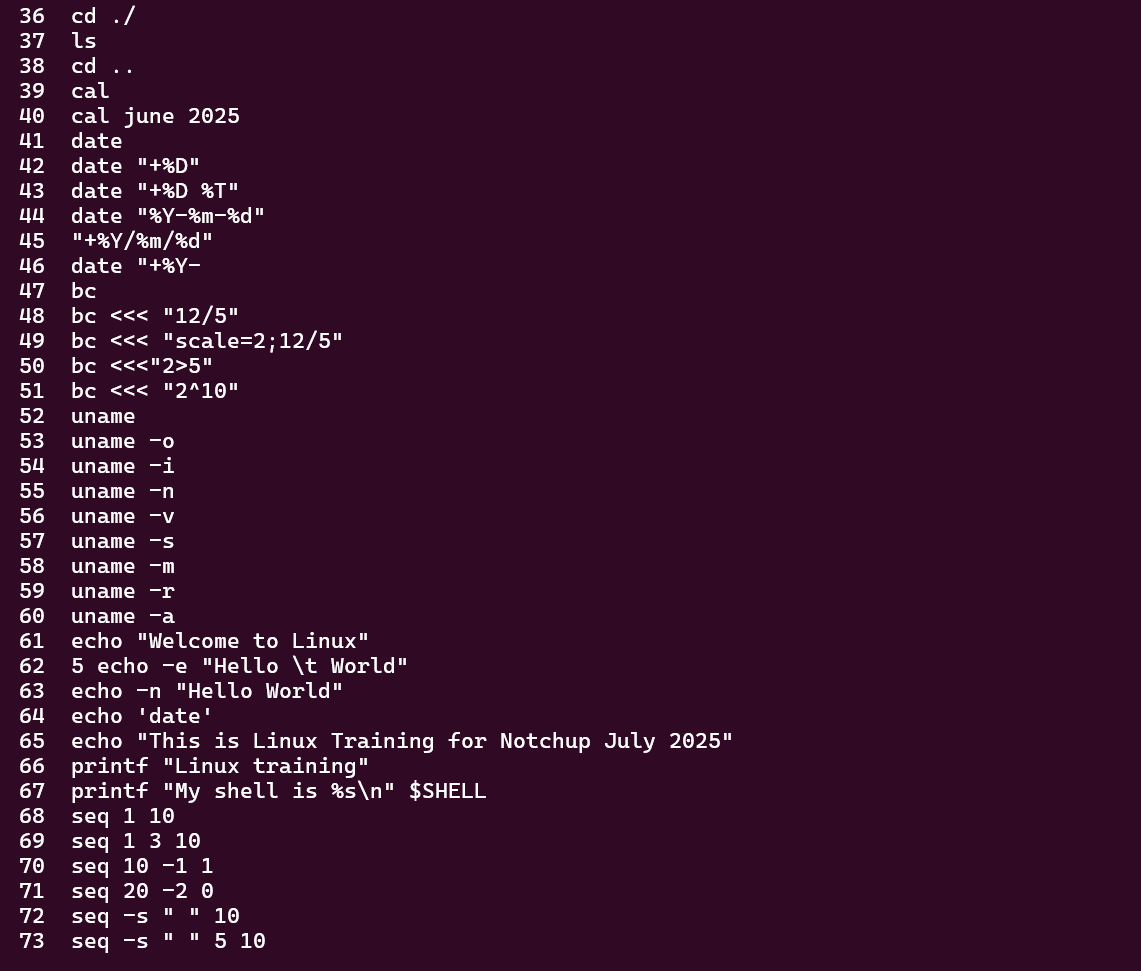 36  cd ./
37  ls
38  cd ..
39  cal
40  cal june 2025
41  date
42  date "+%D"
43  date "+%D %T"
44  date "%Y-%m-%d"
45  "+%Y/%m/%d"
46  date "+%Y-
47  bc
48  bc <<< "12/5"
49  bc <<< "scale=2;12/5"
50  bc <<<"2>5"
51  bc <<< "2^10"
52  uname
53  uname -o
54  uname -i
55  uname -n
56  uname -v
57  uname -s
58  uname -m
59  uname -r
60  uname -a
61  echo "Welcome to Linux"
62  5 echo -e "Hello \t World"
63  echo -n "Hello World"
64  echo 'date'
65  echo "This is Linux Training for Notchup July 2025"
66  printf "Linux training"
67  printf "My shell is %s\n" $SHELL
68  seq 1 10
69  seq 1 3 10
70  seq 10 -1 1
71  seq 20 -2 0
72  seq -s " " 10
73  seq -s " " 5 10